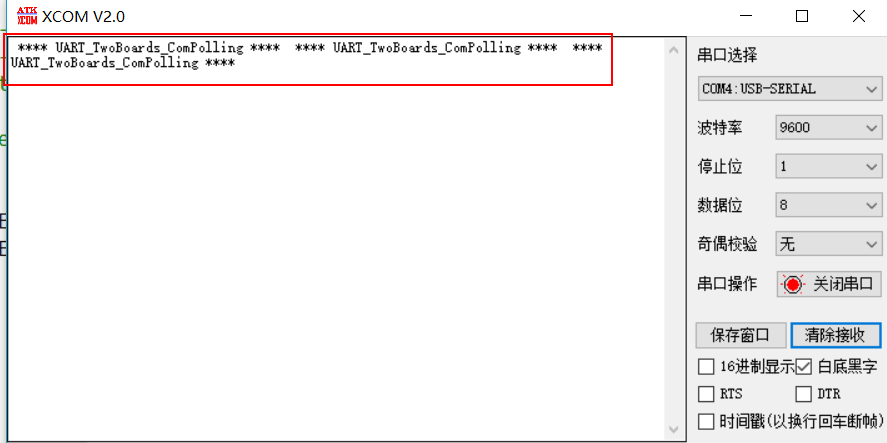 ATK
XCOM XCOM V2.0
**** UART_TwoBoards_ComPolling ****  **** UART_TwoBoards_ComPolling ****  ****
UART_TwoBoards_ComPolling ****
串口选择
COM4:USB-SERIAL
波特率 9600
停止位 1
数据位 8
奇偶校验 无
串口操作 关闭串口
保存窗口 清除接收
16进制显示 白底黑字
RTS DTR
时间戳(以换行回车断帧)